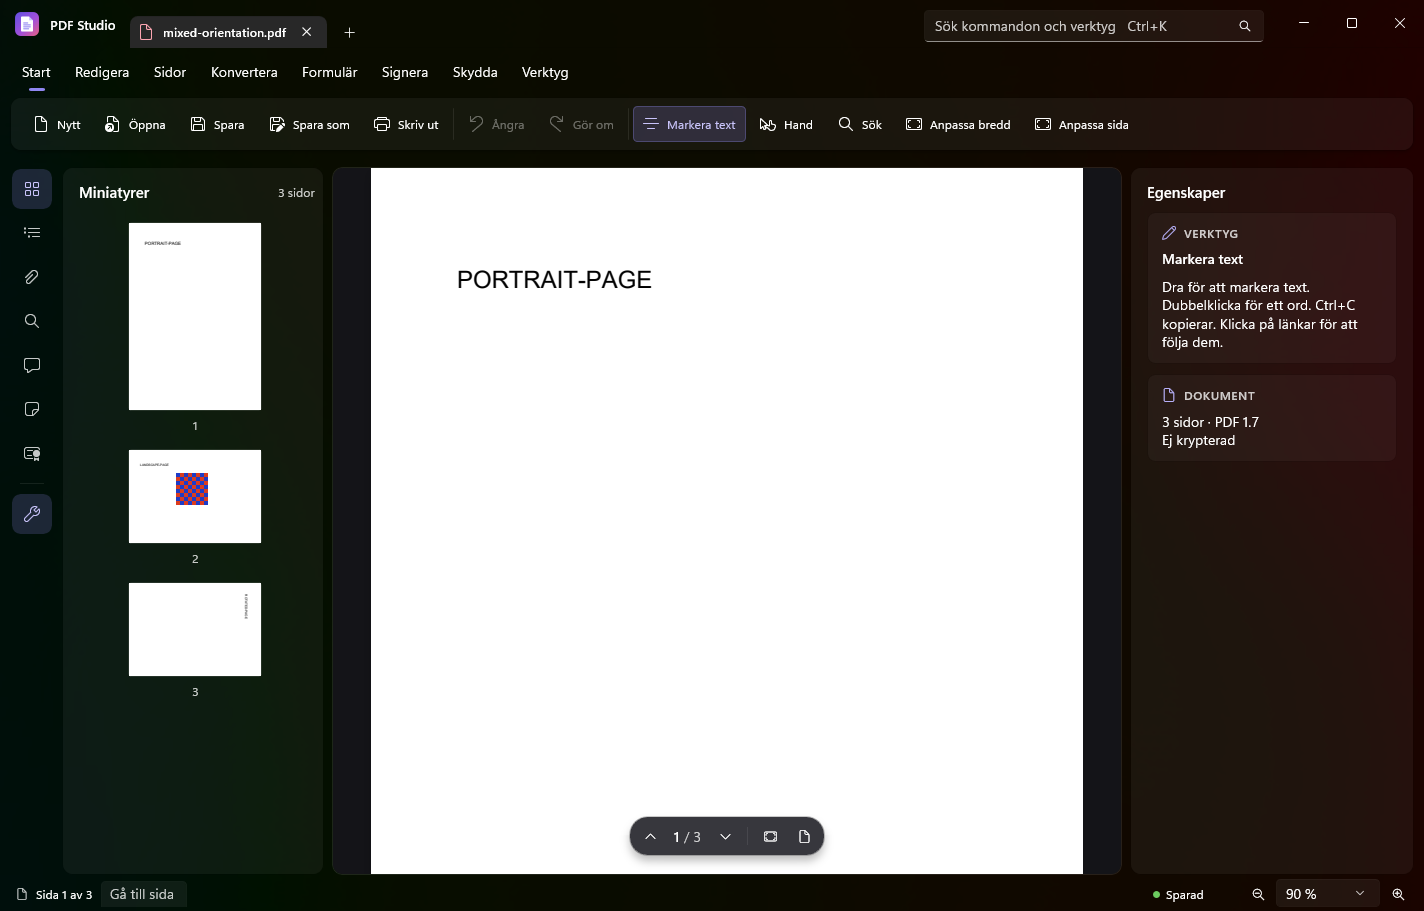 PDF Studio
mixed-orientation.pdf
Sök kommandon och verktyg Ctrl+K
Start Redigera Sidor Konvertera Formulär Signera Skydda Verktyg
Nytt Öppna Spara Spara som Skriv ut Ångra Gör om Markera text Hand Sök Anpassa bredd Anpassa sida
Miniatyrer 3 sidor
PORTRAIT-PAGE
1
LANDSCAPE-PAGE
2
3
PORTRAIT-PAGE
1 / 3
Egenskaper
VERKTYG
Markera text
Dra för att markera text.
Dubbelklicka för ett ord. Ctrl+C
kopierar. Klicka på länkar för att
följa dem.
DOKUMENT
3 sidor · PDF 1.7
Ej krypterad
Sida 1 av 3 Gå till sida
Sparad 90 %